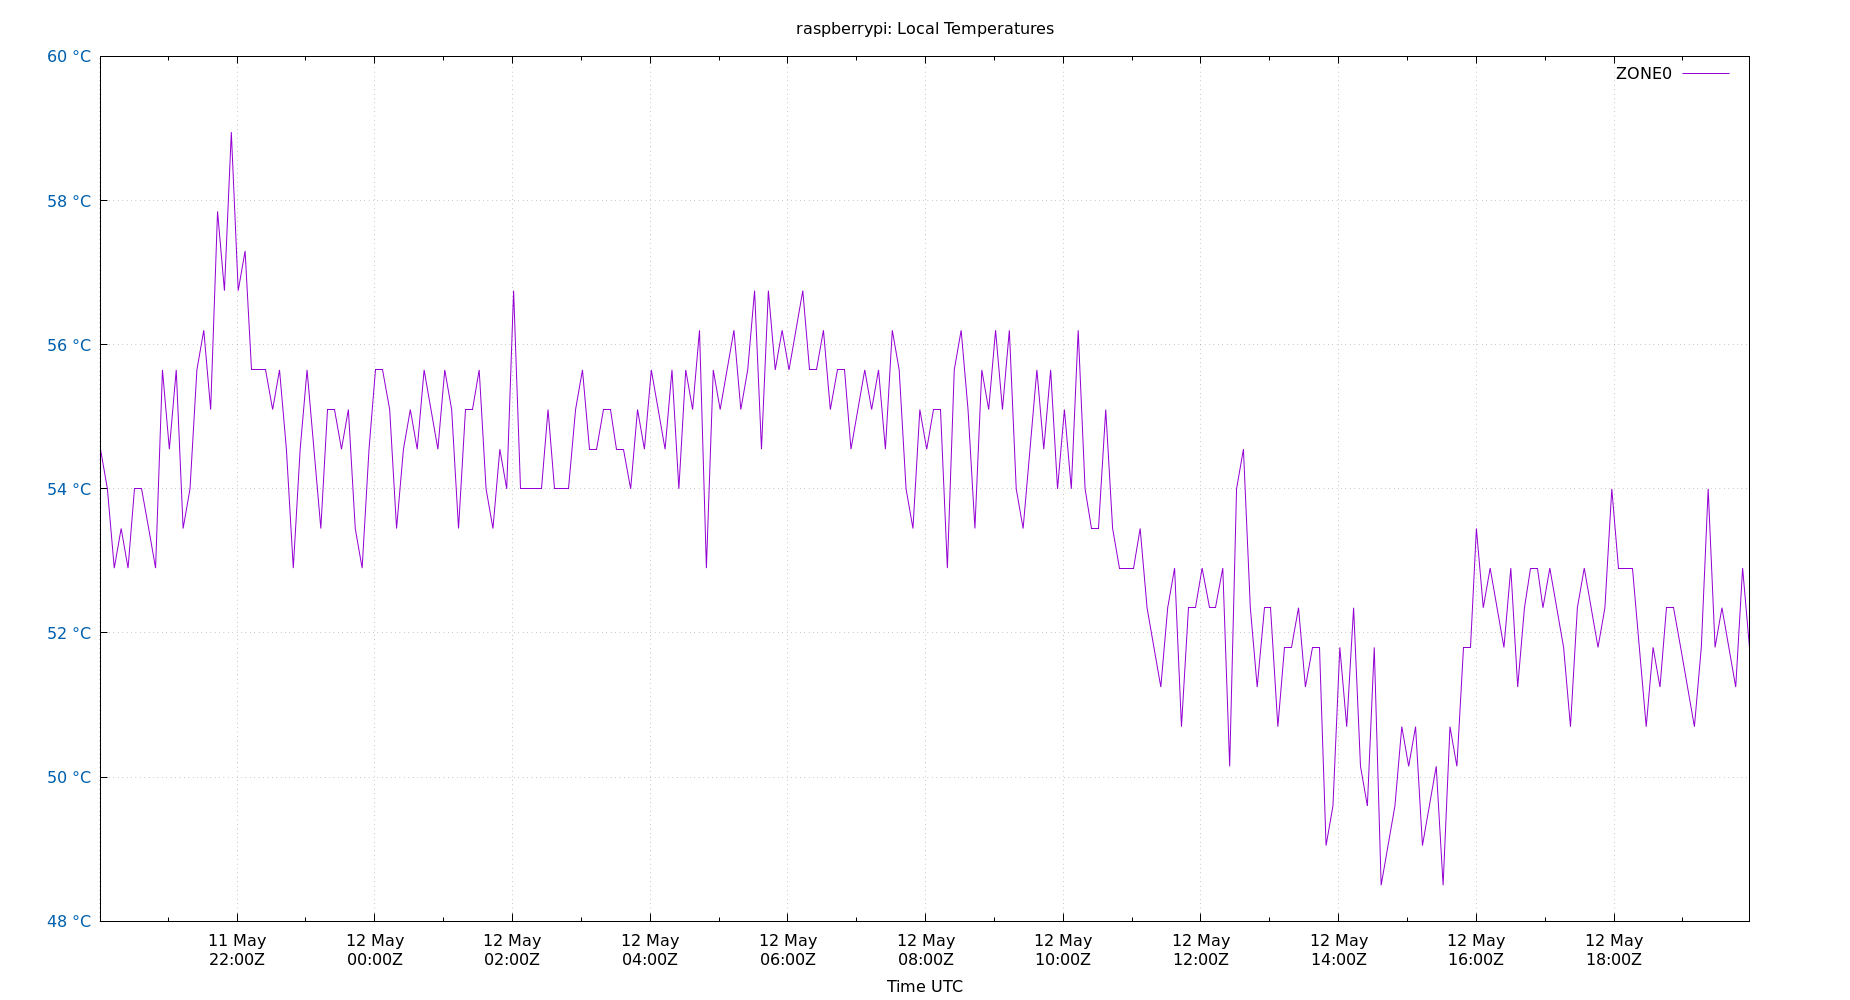 raspberrypi: Local Temperatures
60 °C
ZONE0
58 °C
56 °C
54 °C
52 °C
50 °C
48 °C
11 May 12 May 12 May 12 May 12 May 12 May 12 May 12 May 12 May 12 May 12 May
22:00Z 00:00Z 02:00Z 04:00Z 06:00Z 08:00Z 10:00Z 12:00Z 14:00Z 16:00Z 18:00Z
Time UTC